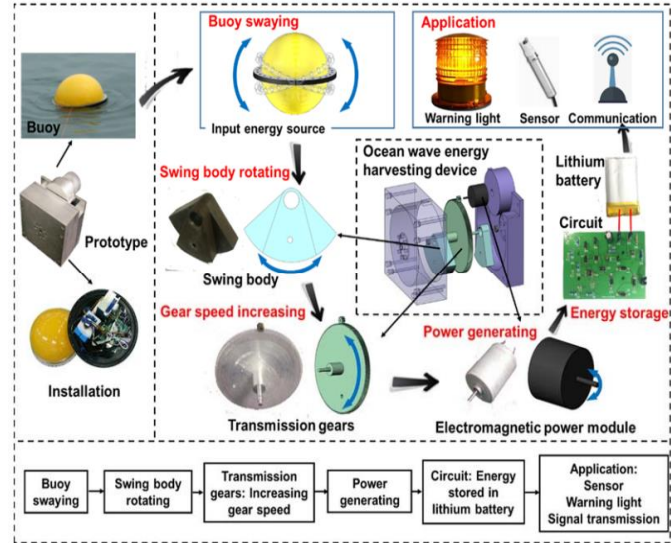 Buoy
Prototype
Installation
Buoy swaying
Input energy source
Application
Warning light
Sensor
Communication
Swing body rotating
Swing body
Ocean wave energy
harvesting device
Lithium
battery
Circuit
Energy storage
Gear speed increasing
Transmission gears
Power generating
Electromagnetic power module
Buoy
swaying
Swing body
rotating
Transmission
gears: Increasing
gear speed
Power
generating
Circuit: Energy
stored in
lithium battery
Application:
Sensor
Warning light
Signal transmission